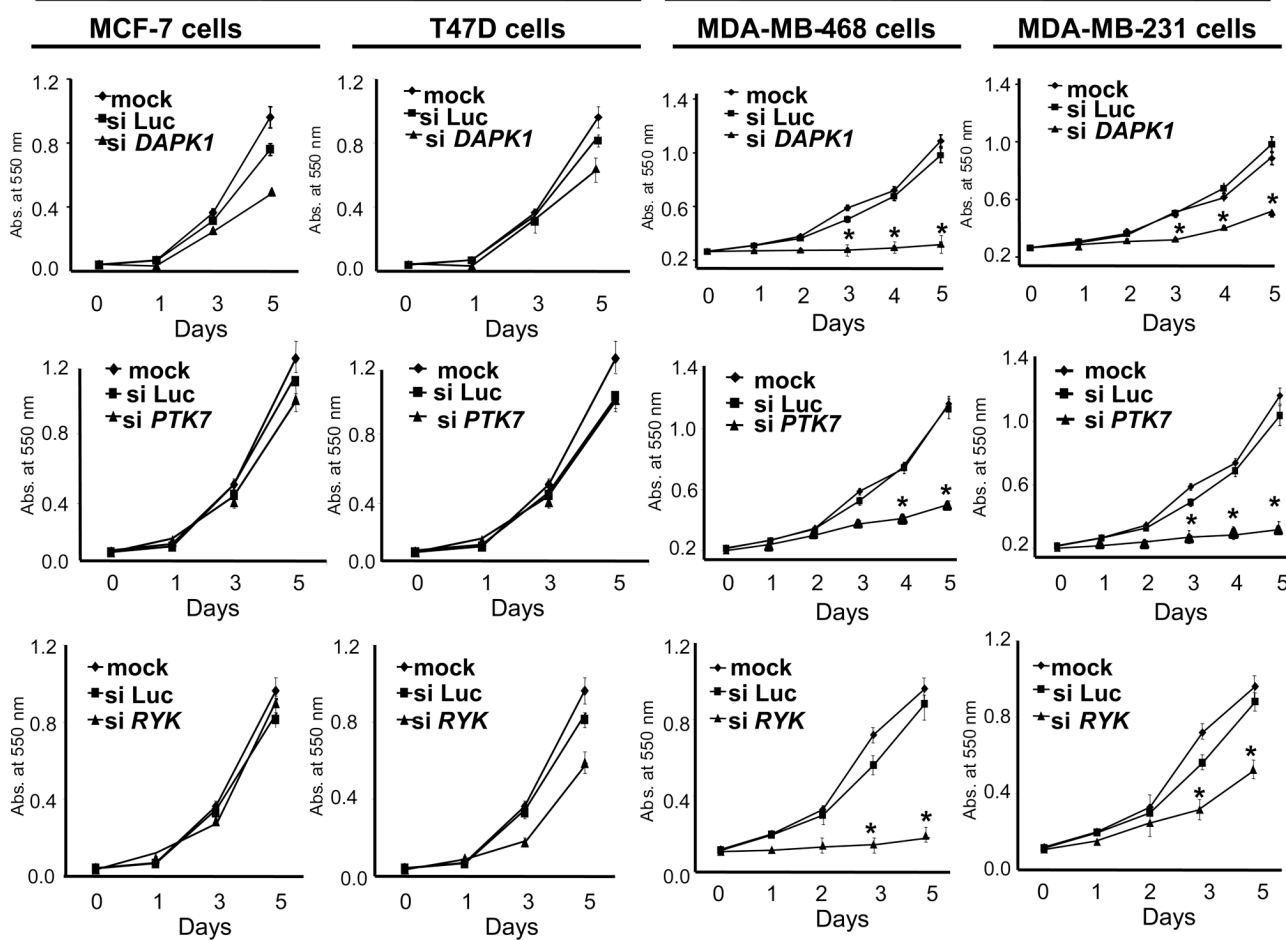 MCF-7 cells
T47D cells
MDA-MB-468 cells
MDA-MB-231 cells
Abs. at 550 nm
1.2
0.8
0.4
0.0
mock
si Luc
si DAPK1
0 1 3 5
Days
Abs. at 550 nm
1.2
0.8
0.4
0.0
mock
si Luc
si DAPK1
0 1 3 5
Days
Abs. at 550 nm
1.4
1.0
0.6
0.2
mock
si Luc
si DAPK1
* * *
0 1 2 3 4 5
Days
Abs. at 550 nm
1.4
1.0
0.6
0.2
mock
si Luc
si DAPK1
* * *
0 1 2 3 4 5
Days
Abs. at 550 nm
1.2
0.8
0.4
0.0
mock
si Luc
si PTK7
0 1 3 5
Days
Abs. at 550 nm
1.2
0.8
0.4
0.0
mock
si Luc
si PTK7
0 1 3 5
Days
Abs. at 550 nm
1.4
1.0
0.6
0.2
mock
si Luc
si PTK7
* *
0 1 2 3 4 5
Days
Abs. at 550 nm
1.4
1.0
0.6
0.2
mock
si Luc
si PTK7
* * *
0 1 2 3 4 5
Days
Abs. at 550 nm
1.2
0.8
0.4
0.0
mock
si Luc
si RYK
0 1 3 5
Days
Abs. at 550 nm
1.2
0.8
0.4
0.0
mock
si Luc
si RYK
0 1 3 5
Days
Abs. at 550 nm
1.2
0.8
0.4
0.0
mock
si Luc
si RYK
* *
0 1 2 3 5
Days
Abs. at 550 nm
1.2
0.8
0.4
0.0
mock
si Luc
si RYK
* *
0 1 2 3 5
Days